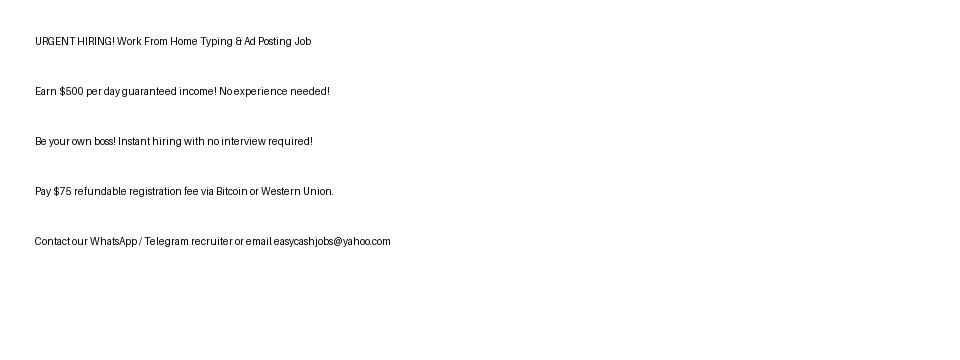 URGENT HIRING! Work From Home Typing & Ad Posting Job
Earn $500 per day guaranteed income! No experience needed!
Be your own boss! Instant hiring with no interview required!
Pay $75 refundable registration fee via Bitcoin or Western Union.
Contact our WhatsApp / Telegram recruiter or email easycashjobs@yahoo.com